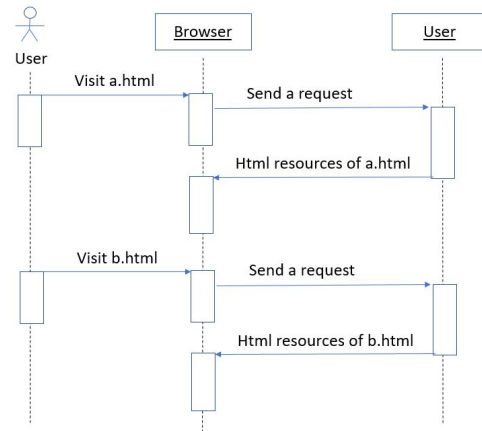 Browser
User
User
Visit a.html
Send a request
Html resources of a.html
Visit b.html
Send a request
Html resources of b.html